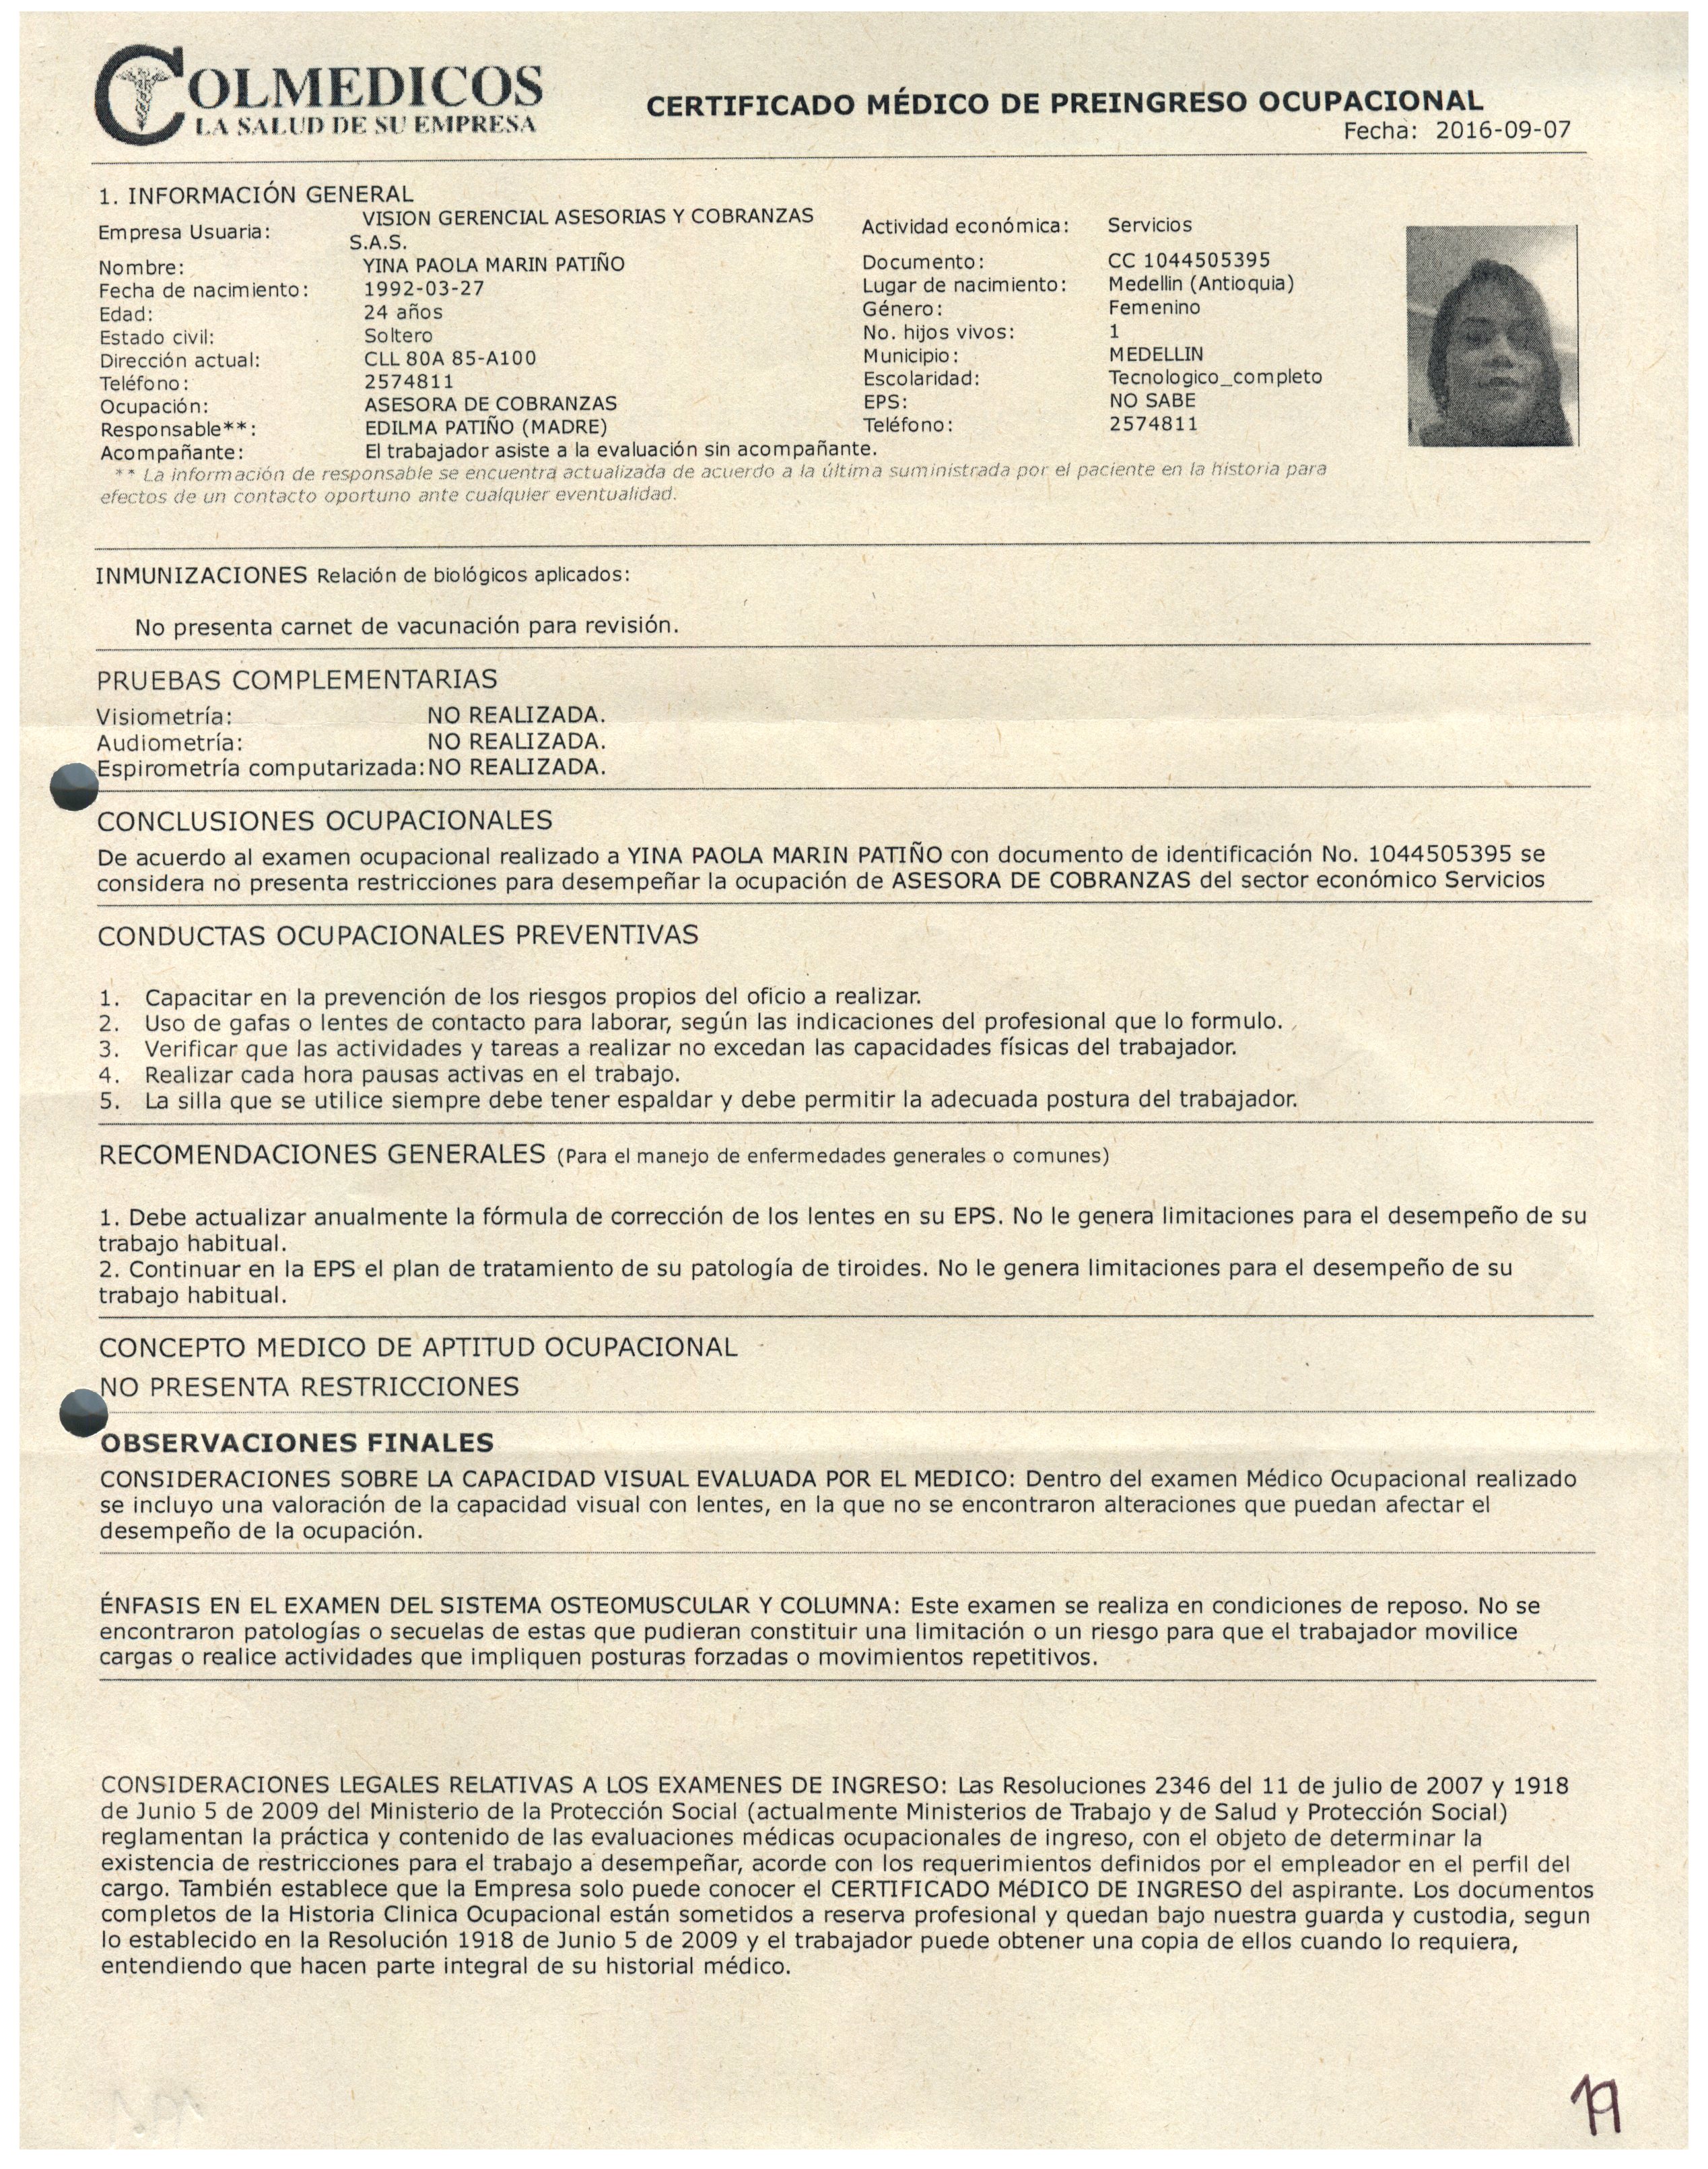 COLMEDICOS
LA SALUD DE SU EMPRESA
CERTIFICADO MÉDICO DE PREINGRESO OCUPACIONAL
Fecha: 2016-09-07
1. INFORMACIÓN GENERAL
Empresa Usuaria: VISION GERENCIAL ASESORIAS Y COBRANZAS S.A.S.
Actividad económica: Servicios
Nombre: YINA PAOLA MARIN PATIÑO
Documento: CC 1044505395
Fecha de nacimiento: 1992-03-27
Lugar de nacimiento: Medellin (Antioquia)
Edad: 24 años
Género: Femenino
Estado civil: Soltero
No. hijos vivos: 1
Dirección actual: CLL 80A 85-A100
Municipio: MEDELLIN
Teléfono: 2574811
Escolaridad: Tecnologico_completo
Ocupación: ASESORA DE COBRANZAS
EPS: NO SABE
Responsable**: EDILMA PATIÑO (MADRE)
Teléfono: 2574811
Acompañante: El trabajador asiste a la evaluación sin acompañante.
** La información de responsable se encuentra actualizada de acuerdo a la última suministrada por el paciente en la historia para
efectos de un contacto oportuno ante cualquier eventualidad.
INMUNIZACIONES Relación de biológicos aplicados:
No presenta carnet de vacunación para revisión.
PRUEBAS COMPLEMENTARIAS
Visiometría: NO REALIZADA.
Audiometría: NO REALIZADA.
Espirometría computarizada: NO REALIZADA.
CONCLUSIONES OCUPACIONALES
De acuerdo al examen ocupacional realizado a YINA PAOLA MARIN PATIÑO con documento de identificación No. 1044505395 se
considera no presenta restricciones para desempeñar la ocupación de ASESORA DE COBRANZAS del sector económico Servicios
CONDUCTAS OCUPACIONALES PREVENTIVAS
1. Capacitar en la prevención de los riesgos propios del oficio a realizar.
2. Uso de gafas o lentes de contacto para laborar, según las indicaciones del profesional que lo formulo.
3. Verificar que las actividades y tareas a realizar no excedan las capacidades físicas del trabajador.
4. Realizar cada hora pausas activas en el trabajo.
5. La silla que se utilice siempre debe tener espaldar y debe permitir la adecuada postura del trabajador.
RECOMENDACIONES GENERALES (Para el manejo de enfermedades generales o comunes)
1. Debe actualizar anualmente la fórmula de corrección de los lentes en su EPS. No le genera limitaciones para el desempeño de su
trabajo habitual.
2. Continuar en la EPS el plan de tratamiento de su patología de tiroides. No le genera limitaciones para el desempeño de su
trabajo habitual.
CONCEPTO MEDICO DE APTITUD OCUPACIONAL
NO PRESENTA RESTRICCIONES
OBSERVACIONES FINALES
CONSIDERACIONES SOBRE LA CAPACIDAD VISUAL EVALUADA POR EL MEDICO: Dentro del examen Médico Ocupacional realizado
se incluyo una valoración de la capacidad visual con lentes, en la que no se encontraron alteraciones que puedan afectar el
desempeño de la ocupación.
ÉNFASIS EN EL EXAMEN DEL SISTEMA OSTEOMUSCULAR Y COLUMNA: Este examen se realiza en condiciones de reposo. No se
encontraron patologías o secuelas de estas que pudieran constituir una limitación o un riesgo para que el trabajador movilice
cargas o realice actividades que impliquen posturas forzadas o movimientos repetitivos.
CONSIDERACIONES LEGALES RELATIVAS A LOS EXAMENES DE INGRESO: Las Resoluciones 2346 del 11 de julio de 2007 y 1918
de Junio 5 de 2009 del Ministerio de la Protección Social (actualmente Ministerios de Trabajo y de Salud y Protección Social)
reglamentan la práctica y contenido de las evaluaciones médicas ocupacionales de ingreso, con el objeto de determinar la
existencia de restricciones para el trabajo a desempeñar, acorde con los requerimientos definidos por el empleador en el perfil del
cargo. También establece que la Empresa solo puede conocer el CERTIFICADO MéDICO DE INGRESO del aspirante. Los documentos
completos de la Historia Clinica Ocupacional están sometidos a reserva profesional y quedan bajo nuestra guarda y custodia, segun
lo establecido en la Resolución 1918 de Junio 5 de 2009 y el trabajador puede obtener una copia de ellos cuando lo requiera,
entendiendo que hacen parte integral de su historial médico.
19